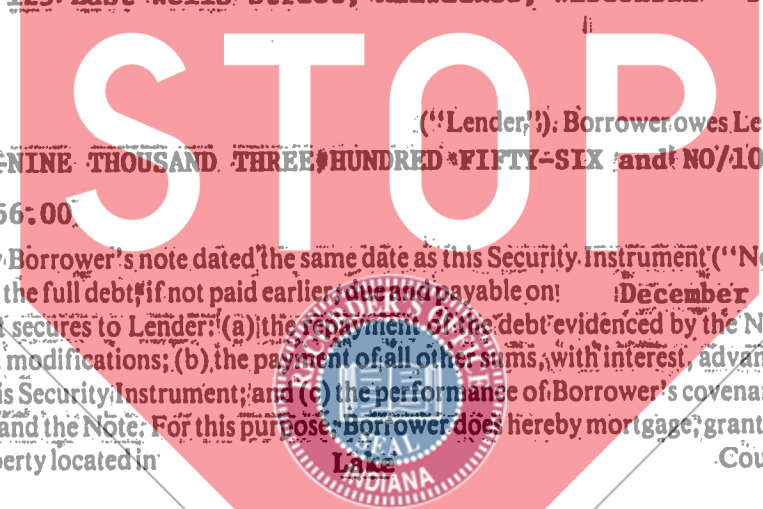 STOP
("Lender"). Borrower owes Le
-NINE THOUSAND THREE HUNDRED FIFTY-SIX and NO/10
56.00
Borrower's note dated the same date as this Security Instrument ("No
the full debt, if not paid earlier, due and payable on December
secures to Lender: (a) the repayment of the debt evidenced by the N
modifications; (b) the payment of all other sums, with interest, advan
is Security Instrument; and (c) the performance of Borrower's covena
and the Note. For this purpose, Borrower does hereby mortgage, grant
perty located in Lake Cou
RECORDER'S OFFICE
SEAL
INDIANA